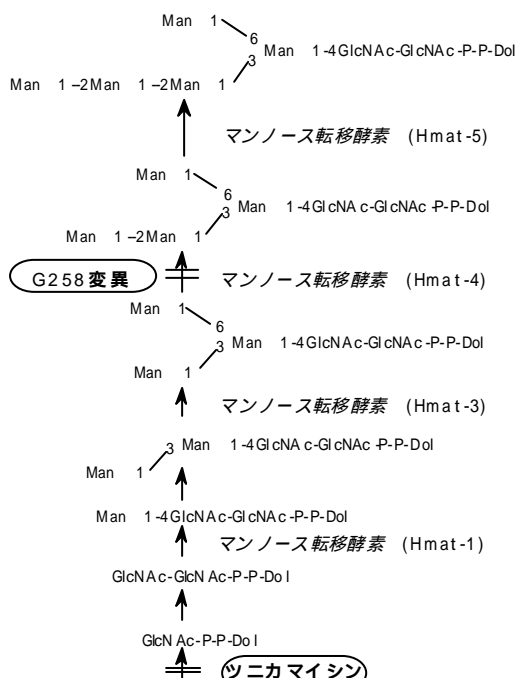 Man 1
6
Man 1-4GlcNAc-GlcNAc-P-P-Dol
3
Man 1-2Man 1-2Man 1
マンノース転移酵素 (Hmat-5)
Man 1
6
3 Man 1-4GlcNAc-GlcNAc-P-P-Dol
Man 1-2Man 1
G258変異 マンノース転移酵素 (Hmat-4)
Man 1
6
3 Man 1-4GlcNAc-GlcNAc-P-P-Dol
Man 1
マンノース転移酵素 (Hmat-3)
3 Man 1-4GlcNAc-GlcNAc-P-P-Dol
Man 1
Man 1-4GlcNAc-GlcNAc-P-P-Dol
マンノース転移酵素 (Hmat-1)
GlcNAc-GlcNAc-P-P-Dol
GlcNAc-P-P-Dol
ツニカマイシン